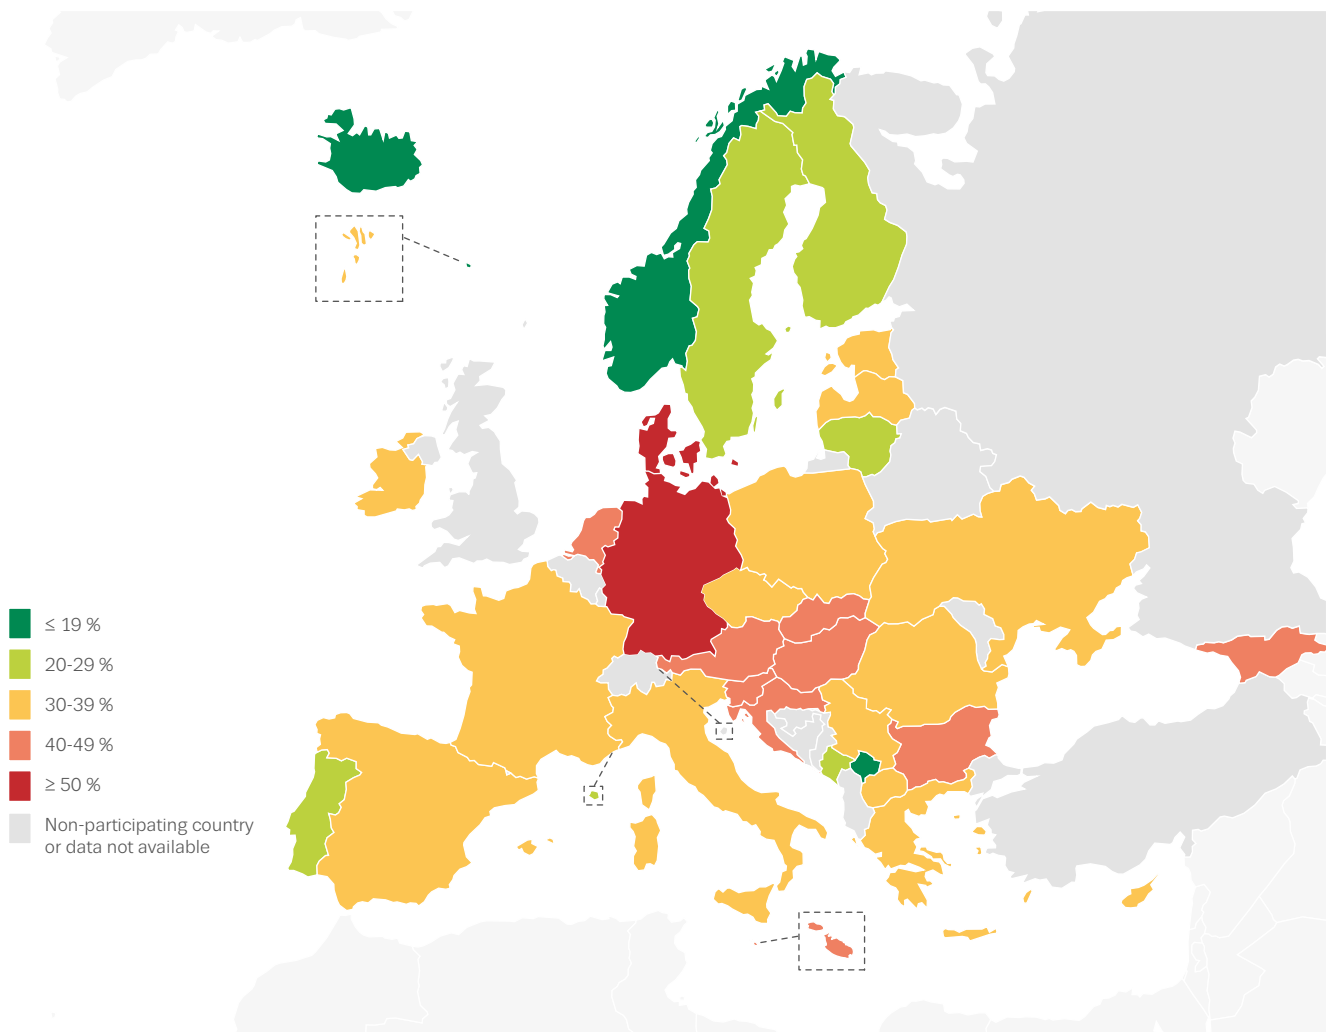 ≤ 19 %
20-29 %
30-39 %
40-49 %
≥ 50 %
Non-participating country
or data not available